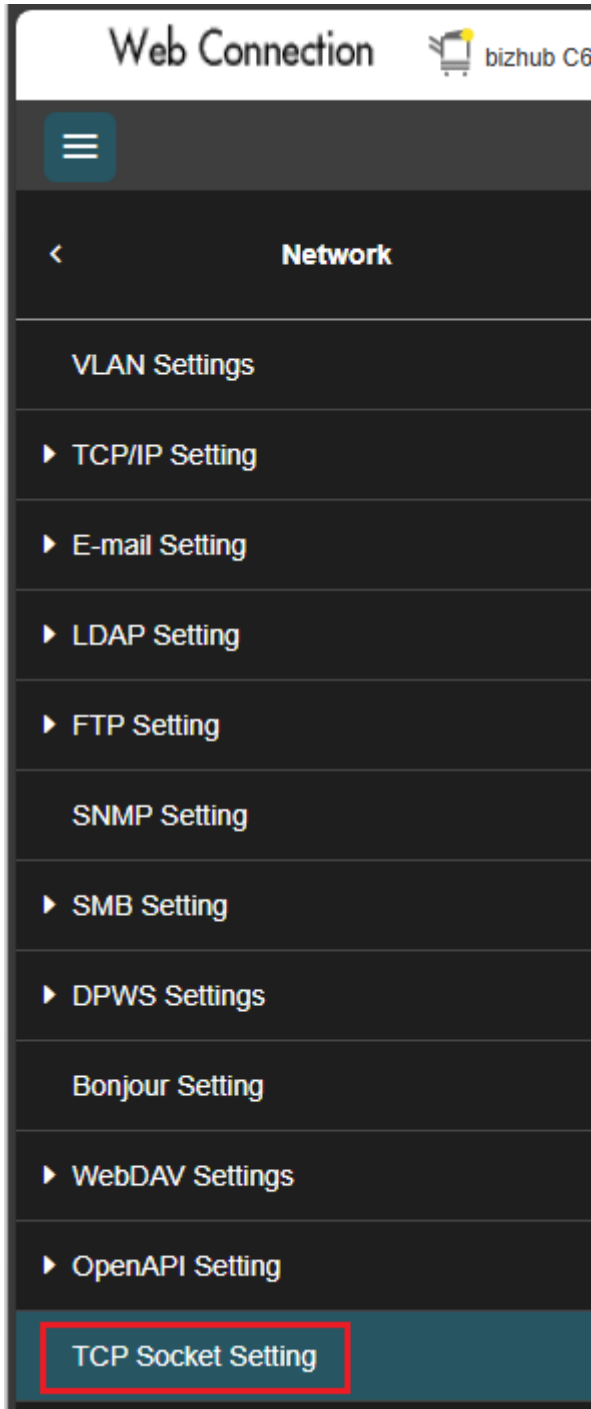 Web Connection bizhub C6
Network
VLAN Settings
TCP/IP Setting
E-mail Setting
LDAP Setting
FTP Setting
SNMP Setting
SMB Setting
DPWS Settings
Bonjour Setting
WebDAV Settings
OpenAPI Setting
TCP Socket Setting